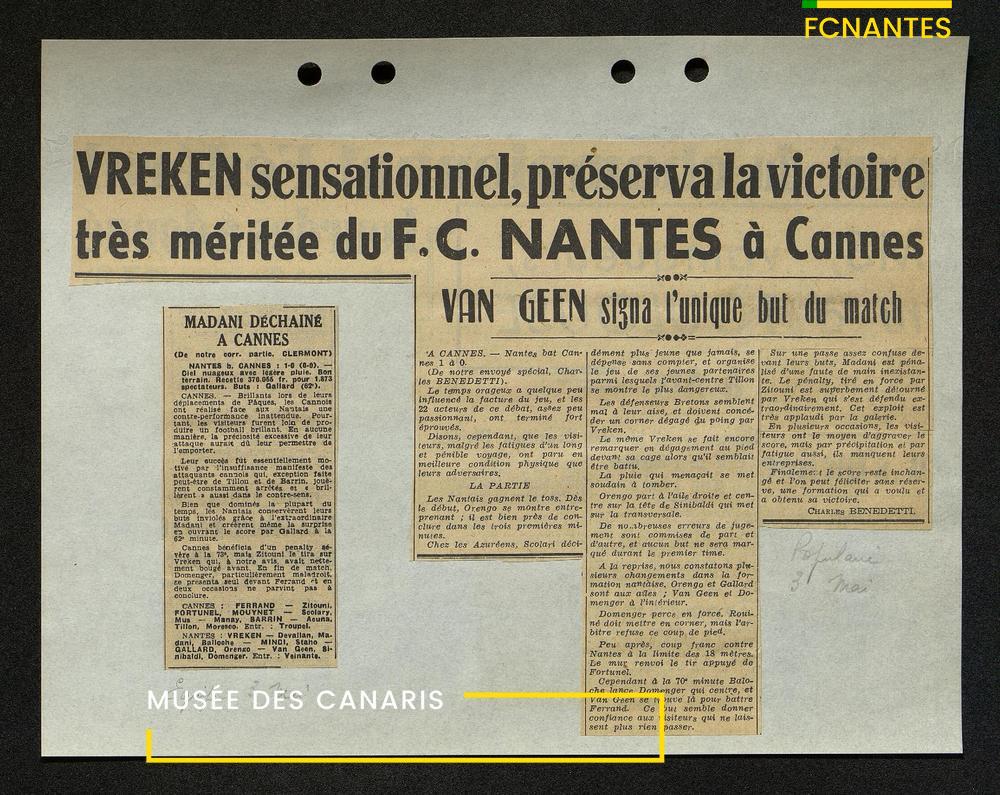 FCNANTES
VREKEN sensationnel, préserva la victoire
très méritée du F.C. NANTES à Cannes
VAN GEEN signa l'unique but du match
MADANI DÉCHAINÉ
A CANNES
(De notre corr. partic. CLERMONT)
NANTES b. CANNES : 1-0 (0-0). —
Ciel nuageux avec légère pluie. Bon
terrain. Recette 376.055 fr. pour 1.873
spectateurs. Buts : Gallard (62e).
CANNES. — Brillants lors de leurs
déplacements de Pâques, les Cannois
ont réalisé face aux Nantais une
contre-performance inattendue. Pour-
tant, les visiteurs furent loin de pro-
duire un football brillant. En aucune
manière, la préciosité excessive de leur
attaque aurait dû leur permettre de
l'emporter.
Leur succès fut essentiellement mo-
tivé par l'insuffisance manifeste des
attaquants cannois qui, exception faite
peut-être de Tillon et de Barrin, jouè-
rent constamment arrêtés et « bril-
lèrent » aussi dans le contre-sens.
Bien que dominés la plupart du
temps, les Nantais conservèrent leurs
buts inviolés grâce à l'extraordinaire
Madani et créèrent même la surprise
en ouvrant le score par Gallard à la
62e minute.
Cannes bénéficia d'un penalty sé-
vère à la 73e, mais Zitouni le tira sur
Vreken qui, à notre avis, avait nette-
ment bougé avant. En fin de match,
Domenger, particulièrement maladroit,
se présenta seul devant Ferrand et en
deux occasions ne parvint pas à
conclure.
CANNES : FERRAND — Zitouni,
FORTUNEL, MOUYNET — Scolary,
Mus — Manay, BARRIN — Acuna,
Tillon, Moresco. Entr. : Troupel.
NANTES : VREKEN — Devallan, Ma-
dani, Balloche — MINDI, Staho —
GALLARD, Orengo — Van Geen, Si-
nibaldi, Domenger. Entr. : Veinante.
A CANNES. — Nantes bat Can-
nes 1 à 0.
(De notre envoyé spécial, Char-
les BENEDETTI).
Le temps orageux a quelque peu
influencé la facture du jeu, et les
22 acteurs de ce débat, assez peu
passionnant, ont terminé fort
éprouvés.
Disons, cependant, que les visi-
teurs, malgré les fatigues d'un long
et pénible voyage, ont paru en
meilleure condition physique que
leurs adversaires.
LA PARTIE
Les Nantais gagnent le toss. Dès
le début, Orengo se montre entre-
prenant ; il est bien près de con-
clure dans les trois premières mi-
nutes.
Chez les Azuréens, Scolari déci-
dément plus jeune que jamais, se
dépense sans compter, et organise
le jeu de ses jeunes partenaires
parmi lesquels l'avant-centre Tillon
se montre le plus dangereux.
Les défenseurs Bretons semblent
mal à leur aise, et doivent concé-
der un corner dégagé du poing par
Vreken.
Le même Vreken se fait encore
remarquer en dégagement au pied
devant sa cage alors qu'il semblait
être battu.
La pluie qui menaçait se met
soudain à tomber.
Orengo part à l'aile droite et cen-
tre sur la tête de Sinibaldi qui met
sur la transversale.
De nombreuses erreurs de juge-
ment sont commises de part et
d'autre, et aucun but ne sera mar-
qué durant le premier time.
A la reprise, nous constatons plu-
sieurs changements dans la for-
mation nantaise. Orengo et Gallard
sont aux ailes ; Van Geen et Do-
menger à l'intérieur.
Domenger perce en force. Roui-
né doit mettre en corner, mais l'ar-
bitre refuse ce coup de pied.
Peu après, coup franc contre
Nantes à la limite des 18 mètres.
Le mur renvoi le tir appuyé de
Fortunel.
Cependant à la 70e minute Balo-
che lance Domenger qui centre, et
Van Geen se rouve là pour battre
Ferrand. Ce but semble donner
confiance aux visiteurs qui ne lais-
sent plus rien passer.
Sur une passe assez confuse de-
vant leurs buts, Madani est péna-
lisé d'une faute de main inexistan-
te. Le pénalty, tiré en force par
Zitouni est superbement détourné
par Vreken qui s'est défendu ex-
traordinairement. Cet exploit est
très applaudi par la galerie.
En plusieurs occasions, les visi-
teurs ont le moyen d'aggraver le
score, mais par précipitation et par
fatigue aussi, ils manquent leurs
entreprises.
Finalement le score reste inchan-
gé et l'on peut féliciter sans réser-
ve, une formation qui a voulu et
a obtenu sa victoire.
CHARLES BENEDETTI.
Populaire
3 Mai
MUSÉE DES CANARIS